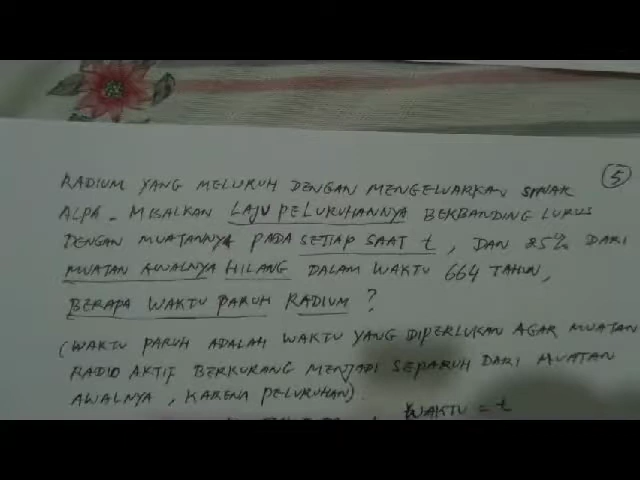 RADIUM YANG MELURUH DENGAN MENGELUARKAN SINAR
5
ALPA. MISALKAN LAJU PELURUHANNYA BERBANDING LURUS
DENGAN MUATANNYA PADA SETIAP SAAT t, DAN 25% DARI
MUATAN AWALNYA HILANG DALAM WAKTU 664 TAHUN,
BERAPA WAKTU PARUH RADIUM ?
(WAKTU PARUH ADALAH WAKTU YANG DIPERLUKAN AGAR MUATAN
RADIO AKTIF BERKURANG MENJADI SEPARUH DARI MUATAN
AWALNYA, KARENA PELURUHAN).
WAKTU = t